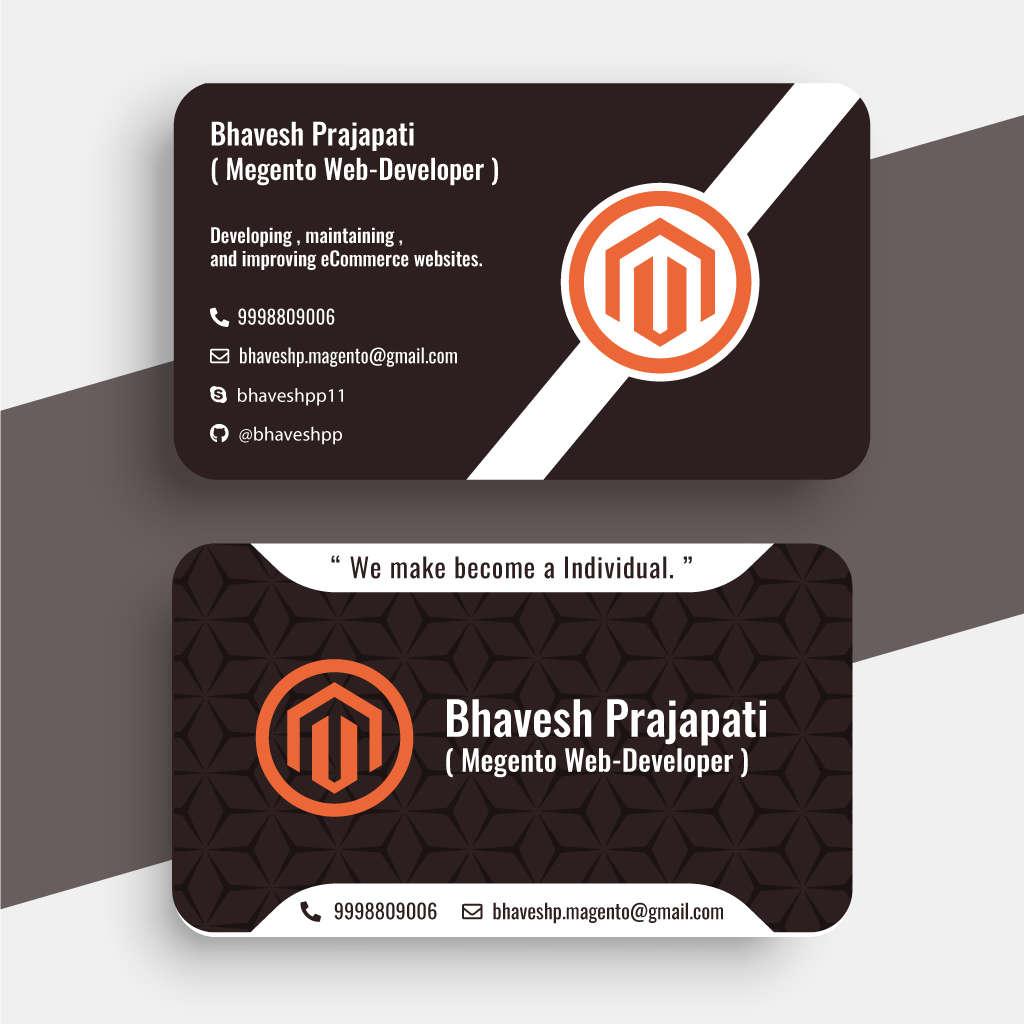 Bhavesh Prajapati
( Megento Web-Developer )
Developing , maintaining ,
and improving eCommerce websites.
9998809006
bhaveshp.magento@gmail.com
bhaveshpp11
@bhaveshpp
“ We make become a Individual. ”
Bhavesh Prajapati
( Megento Web-Developer )
9998809006 bhaveshp.magento@gmail.com